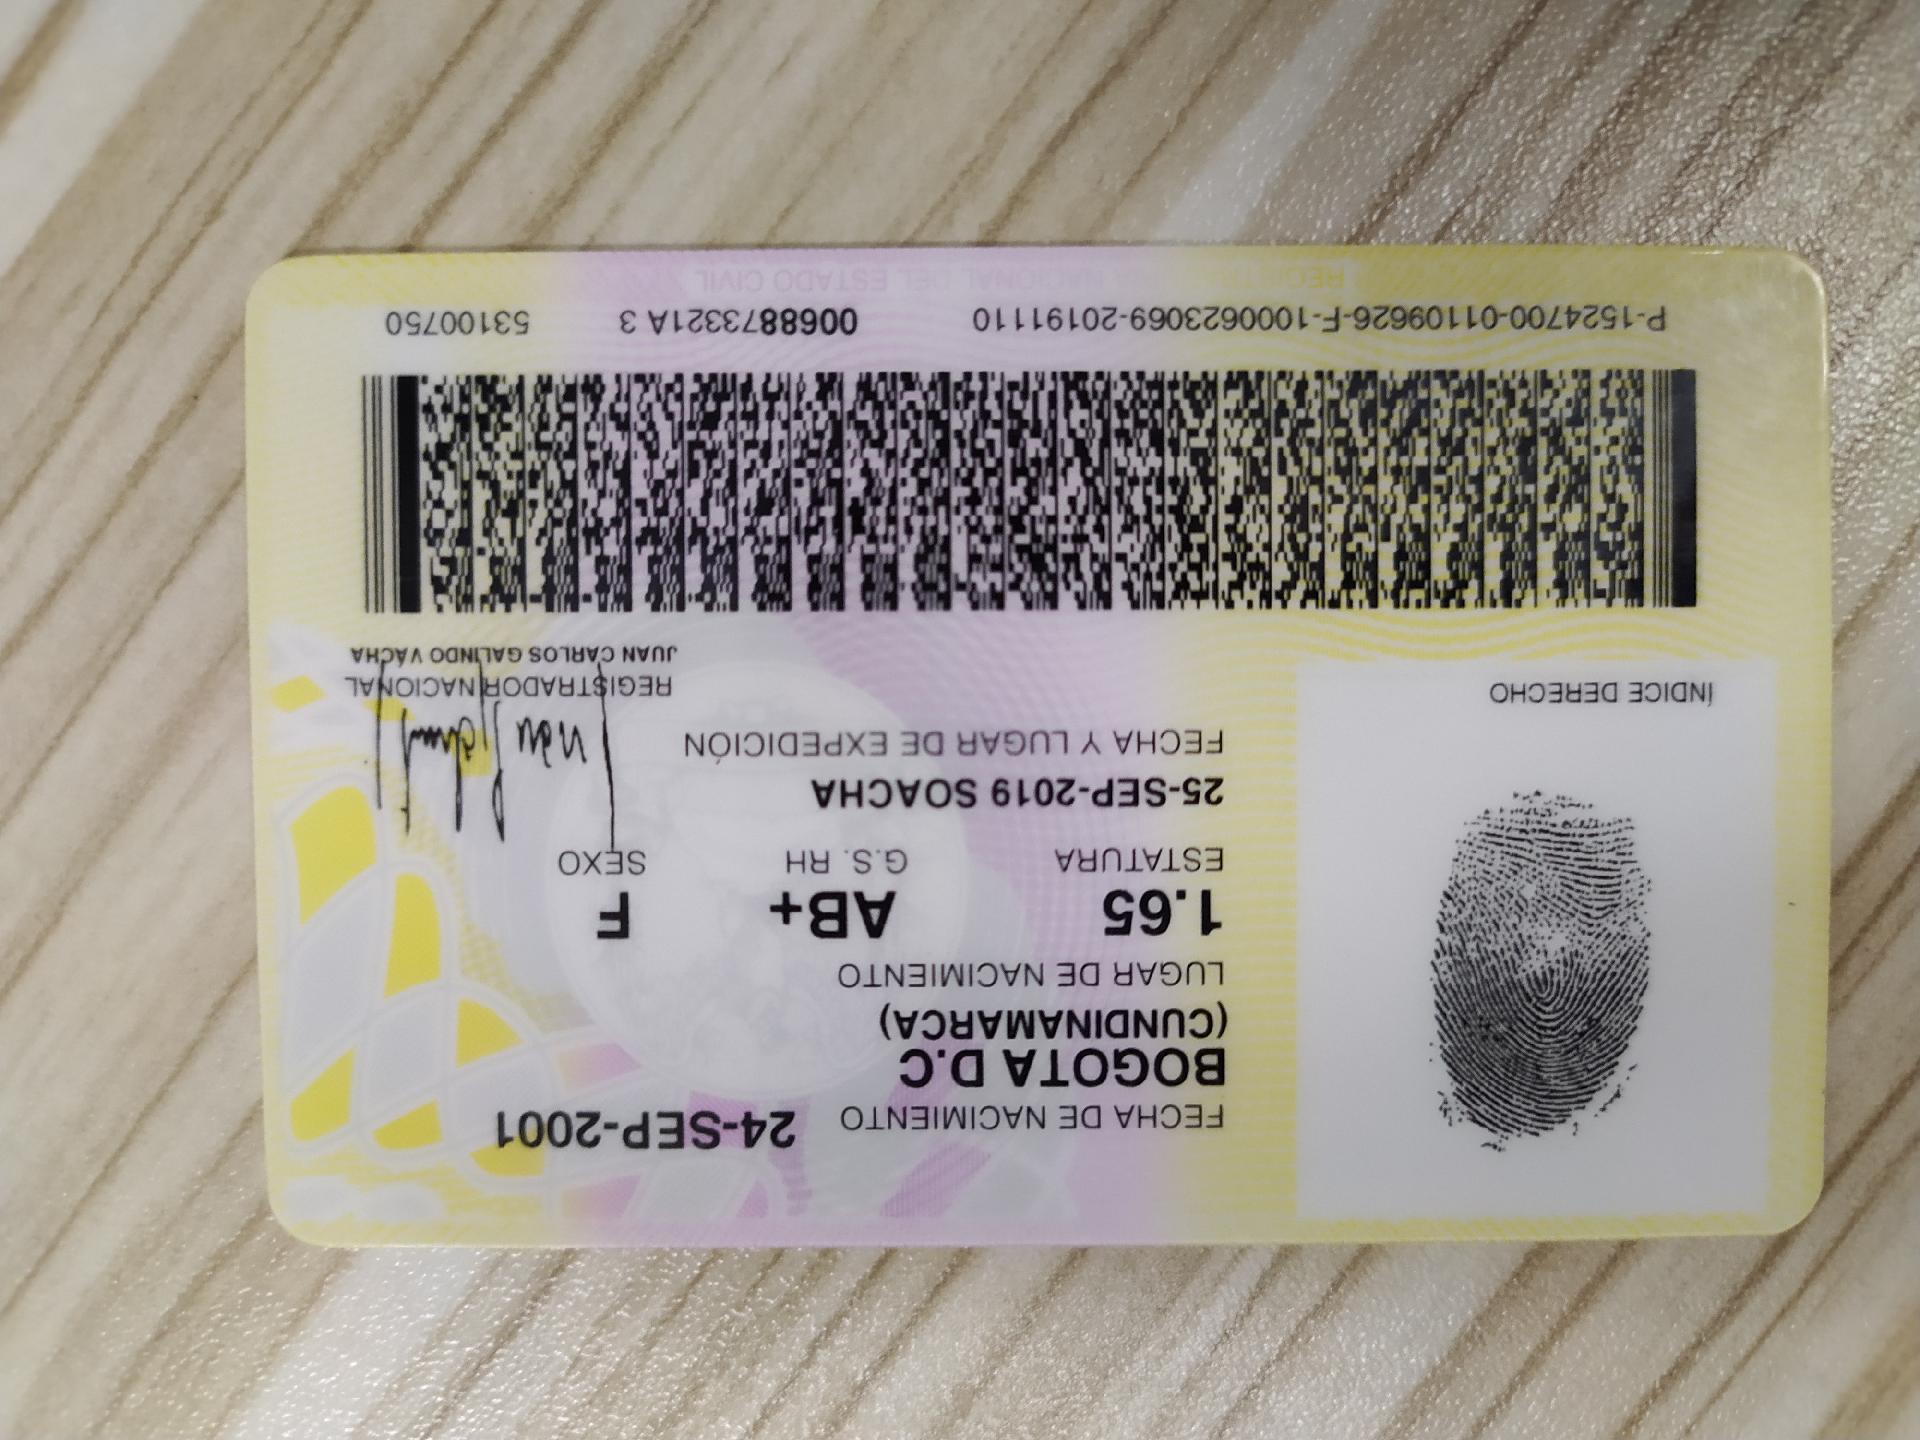 FECHA DE NACIMIENTO 24-SEP-2001
BOGOTA D.C
(CUNDINAMARCA)
LUGAR DE NACIMIENTO
1.65 AB+ F
ESTATURA G.S. RH SEXO
25-SEP-2019 SOACHA
FECHA Y LUGAR DE EXPEDICIÓN
ÍNDICE DERECHO
REGISTRADOR NACIONAL
JUAN CARLOS GALINDO VÁCHA
P-1524700-01109626-F-1000623069-20191110 0068873321A 3 53100750
REGISTRADURIA NACIONAL DEL ESTADO CIVIL